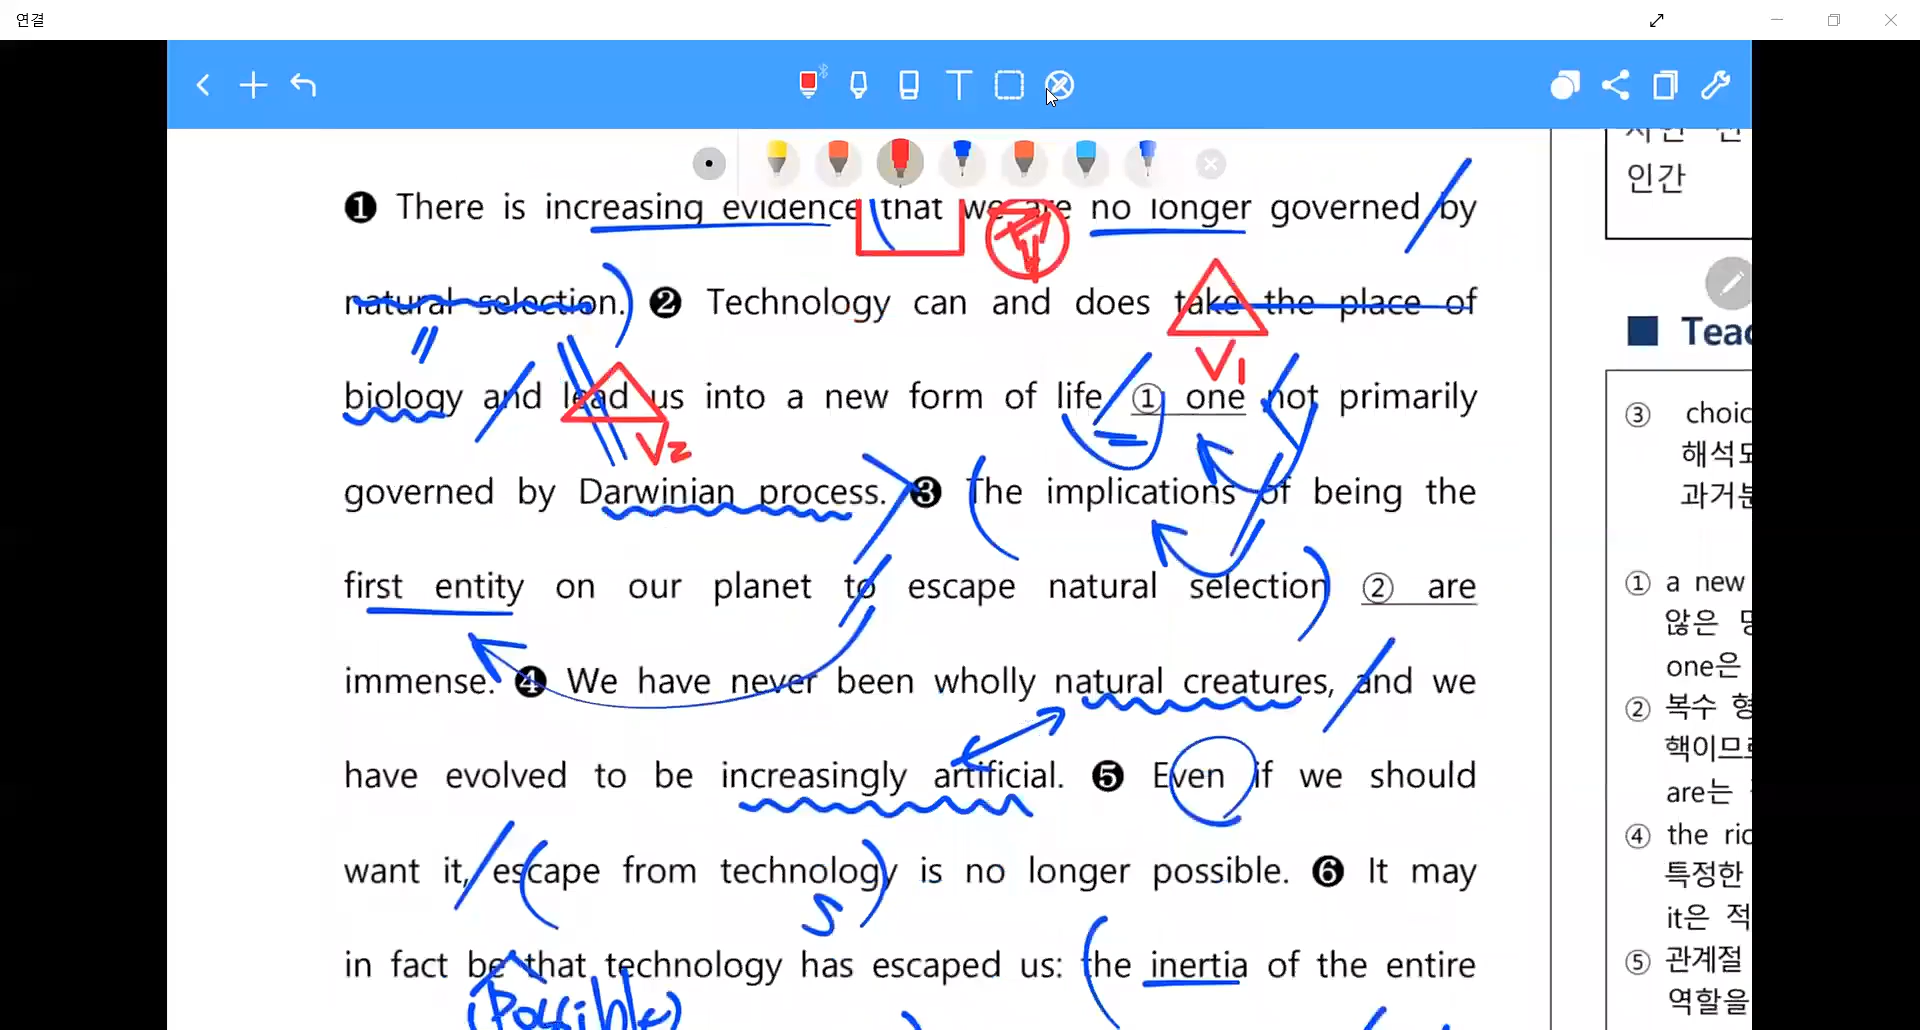 연결
❶ There is increasing evidence that we are no longer governed by
natural selection. ❷ Technology can and does take the place of
biology and lead us into a new form of life, ① one not primarily
governed by Darwinian process. ❸ The implications of being the
first entity on our planet to escape natural selection ② are
immense. ❹ We have never been wholly natural creatures, and we
have evolved to be increasingly artificial. ❺ Even if we should
want it, escape from technology is no longer possible. ❻ It may
in fact be that technology has escaped us: the inertia of the entire
V1
V2
S
(Possible)
인간
Teac
③ choic
해석도
과거분
① a new
않은 명
one은
② 복수 형
핵이므로
are는
④ the ric
특정한
it은 적
⑤ 관계절
역할을